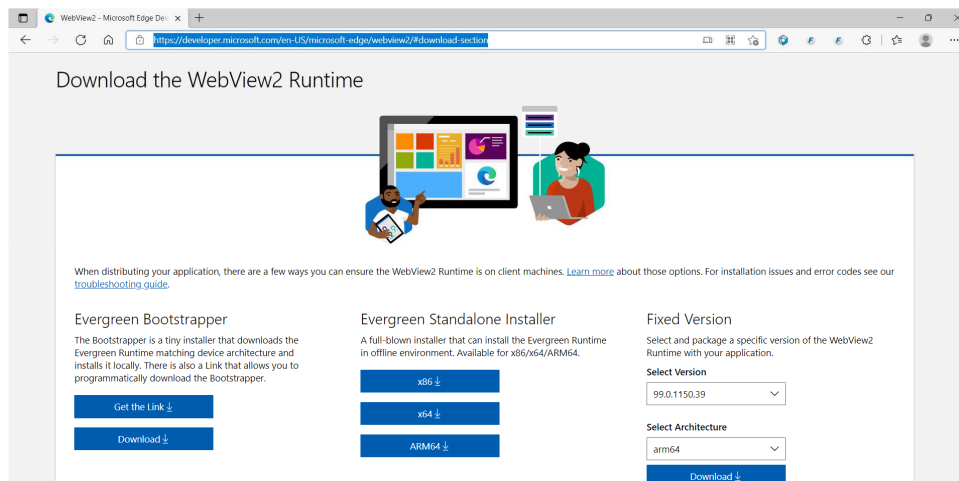 WebView2 - Microsoft Edge Dev
https://developer.microsoft.com/en-US/microsoft-edge/webview2/#download-section
Download the WebView2 Runtime
When distributing your application, there are a few ways you can ensure the WebView2 Runtime is on client machines. Learn more about those options. For installation issues and error codes see our
troubleshooting guide.
Evergreen Bootstrapper
The Bootstrapper is a tiny installer that downloads the
Evergreen Runtime matching device architecture and
installs it locally. There is also a Link that allows you to
programmatically download the Bootstrapper.
Get the Link
Download
Evergreen Standalone Installer
A full-blown installer that can install the Evergreen Runtime
in offline environment. Available for x86/x64/ARM64.
x86
x64
ARM64
Fixed Version
Select and package a specific version of the WebView2
Runtime with your application.
Select Version
99.0.1150.39
Select Architecture
arm64
Download